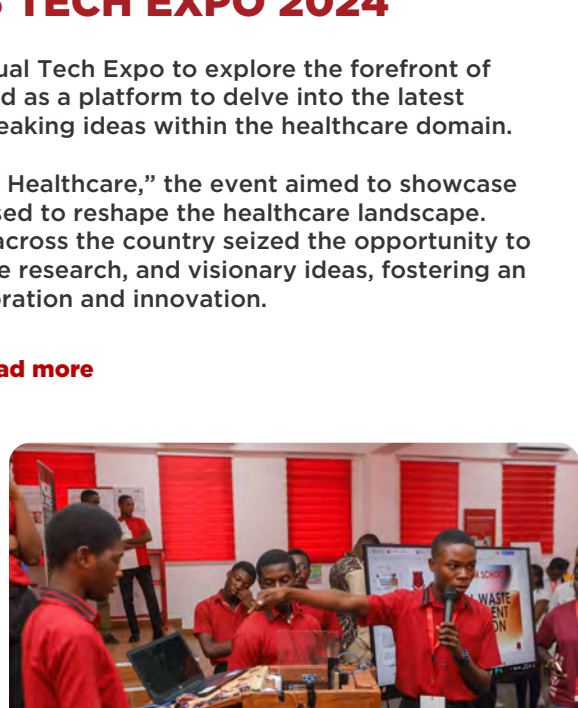 TECH EXPO 2024
ual Tech Expo to explore the forefront of
d as a platform to delve into the latest
eaking ideas within the healthcare domain.
Healthcare,” the event aimed to showcase
sed to reshape the healthcare landscape.
across the country seized the opportunity to
e research, and visionary ideas, fostering an
ration and innovation.
ad more
SCHOO
WASTE
ENT
ON